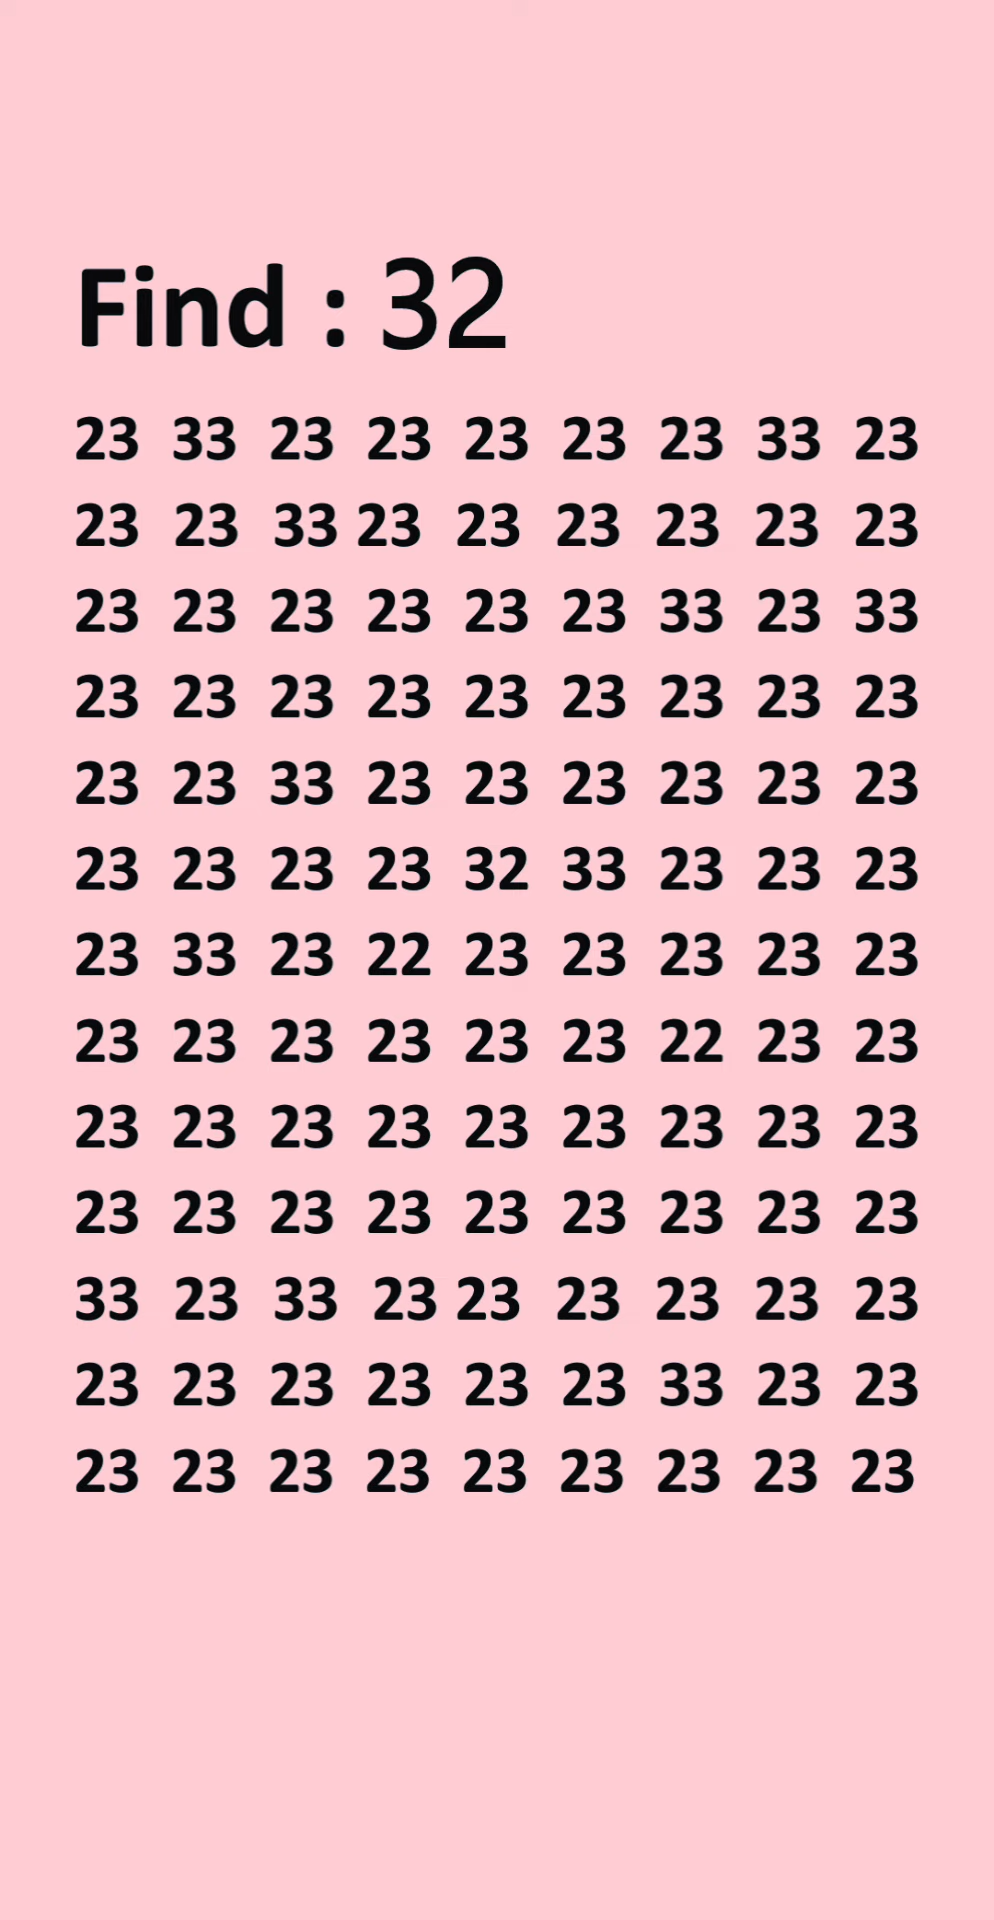 Find : 32
23 33 23 23 23 23 23 33 23
23 23 33 23 23 23 23 23 23
23 23 23 23 23 23 33 23 33
23 23 23 23 23 23 23 23 23
23 23 33 23 23 23 23 23 23
23 23 23 23 32 33 23 23 23
23 33 23 22 23 23 23 23 23
23 23 23 23 23 23 22 23 23
23 23 23 23 23 23 23 23 23
23 23 23 23 23 23 23 23 23
33 23 33 23 23 23 23 23 23
23 23 23 23 23 23 33 23 23
23 23 23 23 23 23 23 23 23